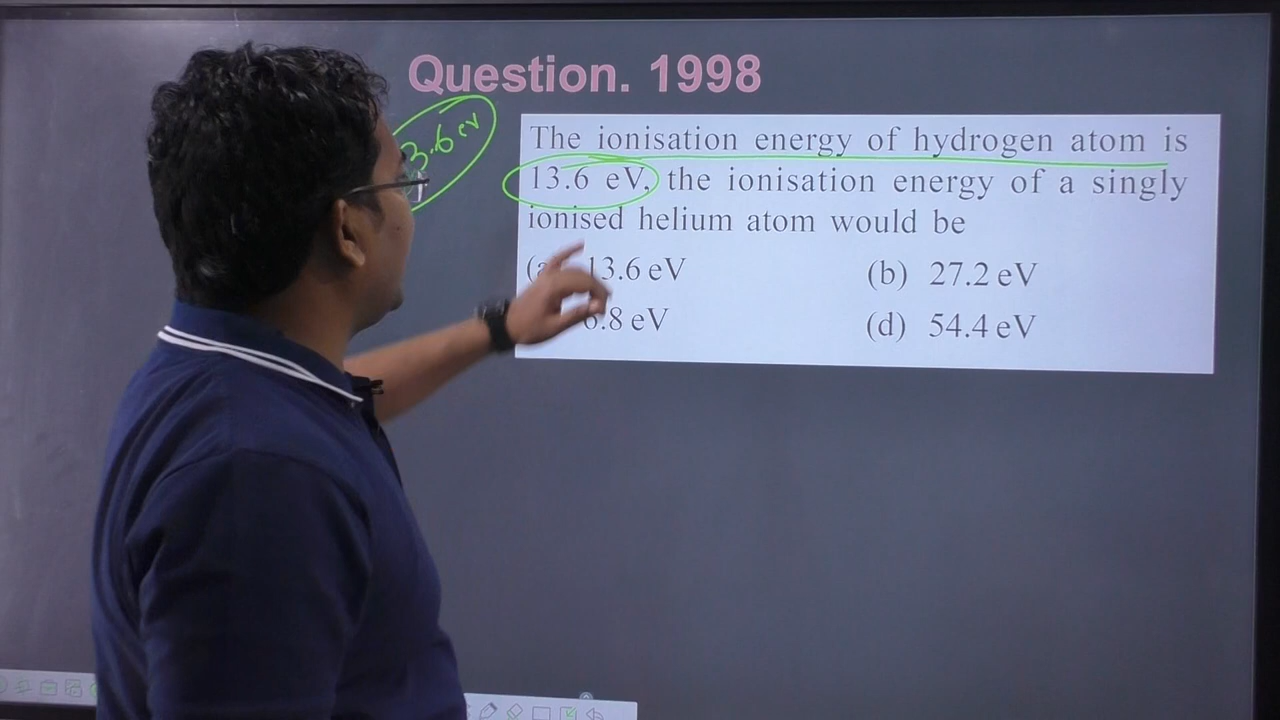 Question. 1998
3.6 ev
The ionisation energy of hydrogen atom is
13.6 eV, the ionisation energy of a singly
ionised helium atom would be
(a 13.6 eV (b) 27.2 eV
6.8 eV (d) 54.4 eV